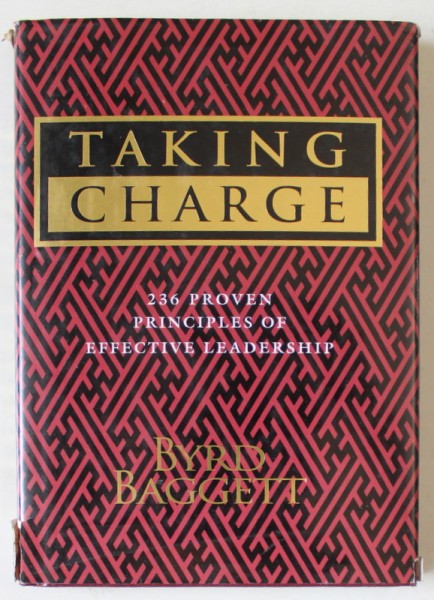 TAKING
CHARGE
236 PROVEN
PRINCIPLES OF
EFFECTIVE LEADERSHIP
BYRD
BAGGETT